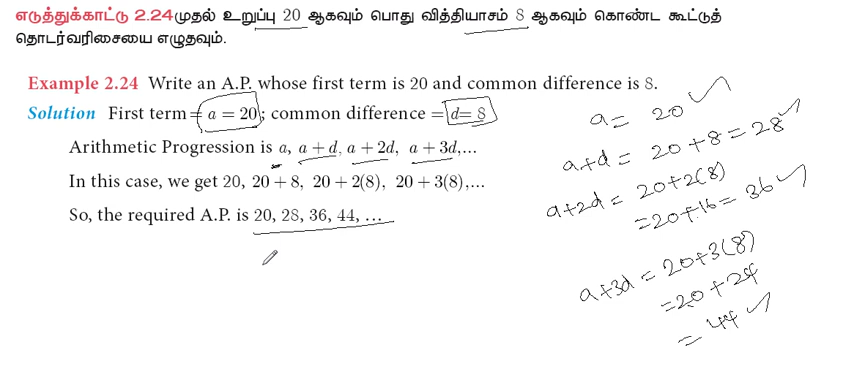 எடுத்துக்காட்டு 2.24 முதல் உறுப்பு 20 ஆகவும் பொது வித்தியாசம் 8 ஆகவும் கொண்ட கூட்டுத்
தொடர்வரிசையை எழுதவும்.
Example 2.24 Write an A.P. whose first term is 20 and common difference is 8.
Solution First term = a = 20; common difference = d= 8
Arithmetic Progression is a, a + d, a + 2d, a + 3d,...
In this case, we get 20, 20 + 8, 20 + 2(8), 20 + 3(8),...
So, the required A.P. is 20, 28, 36, 44, ...
a = 20
a+d = 20+8 = 28
a+2d = 20+2(8)
=20+16= 36
a+3d = 20+3(8)
=20+24
= 44